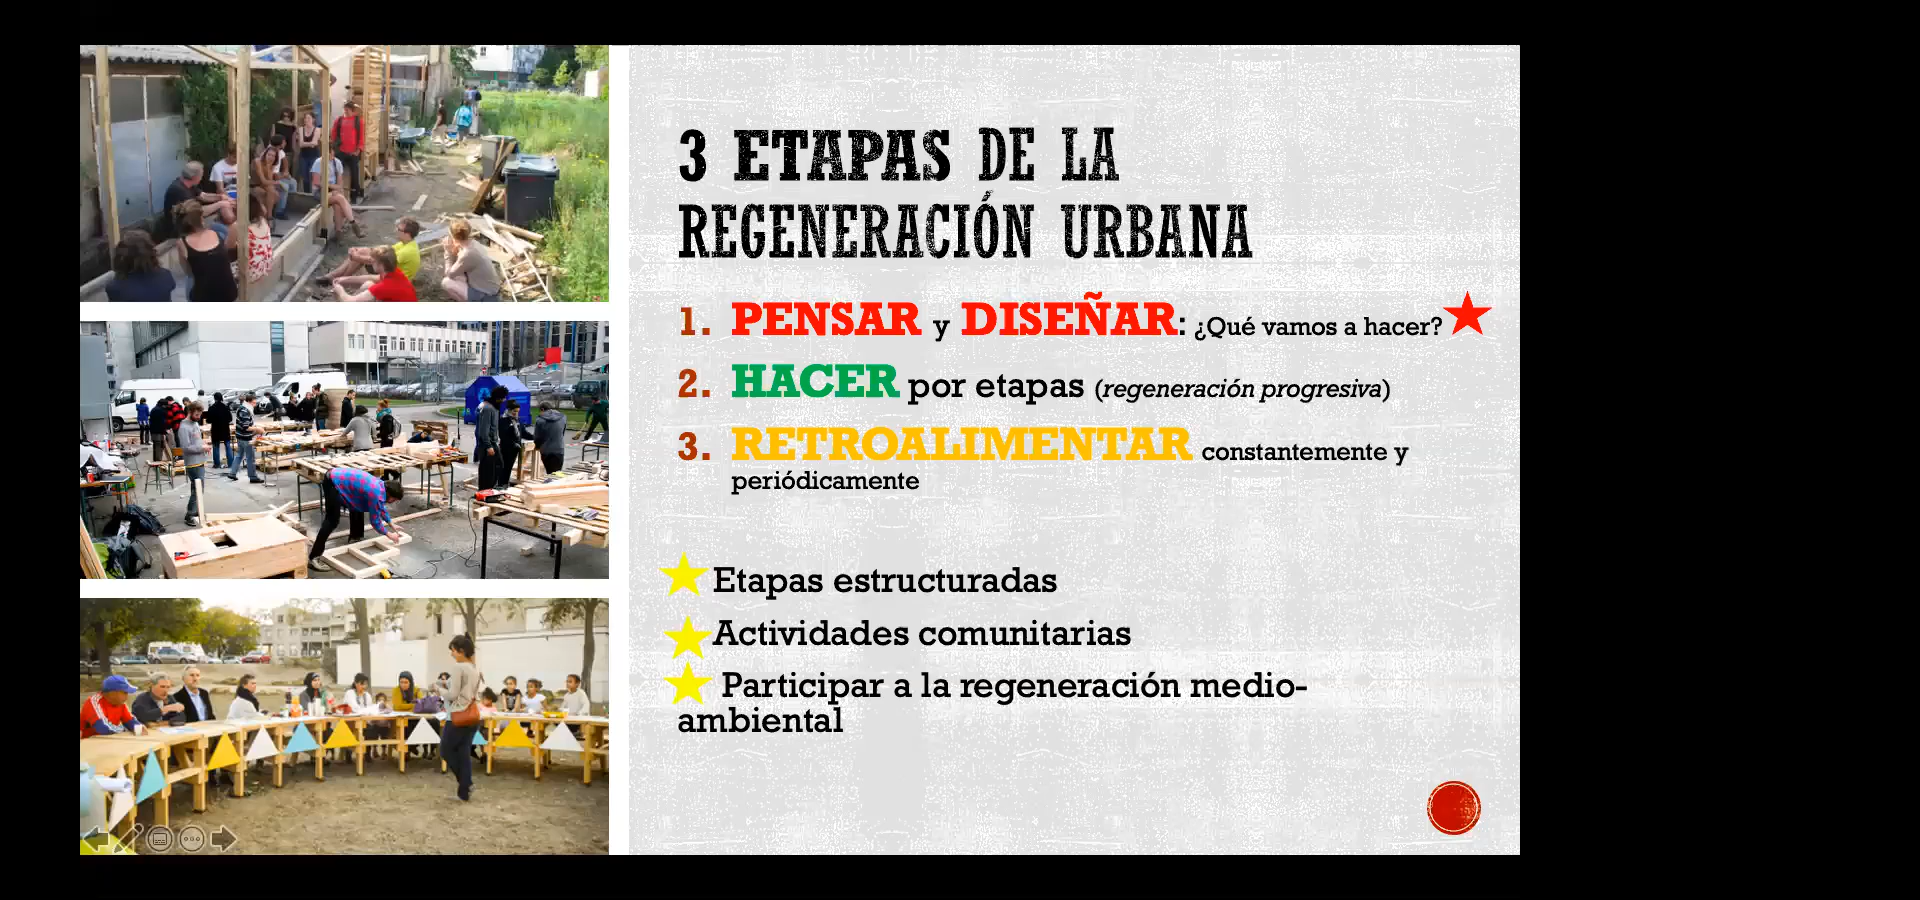 3 ETAPAS DE LA
REGENERACIÓN URBANA
1. PENSAR y DISEÑAR: ¿Qué vamos a hacer?
2. HACER por etapas (regeneración progresiva)
3. RETROALIMENTAR constantemente y
periódicamente
Etapas estructuradas
Actividades comunitarias
Participar a la regeneración medio-
ambiental